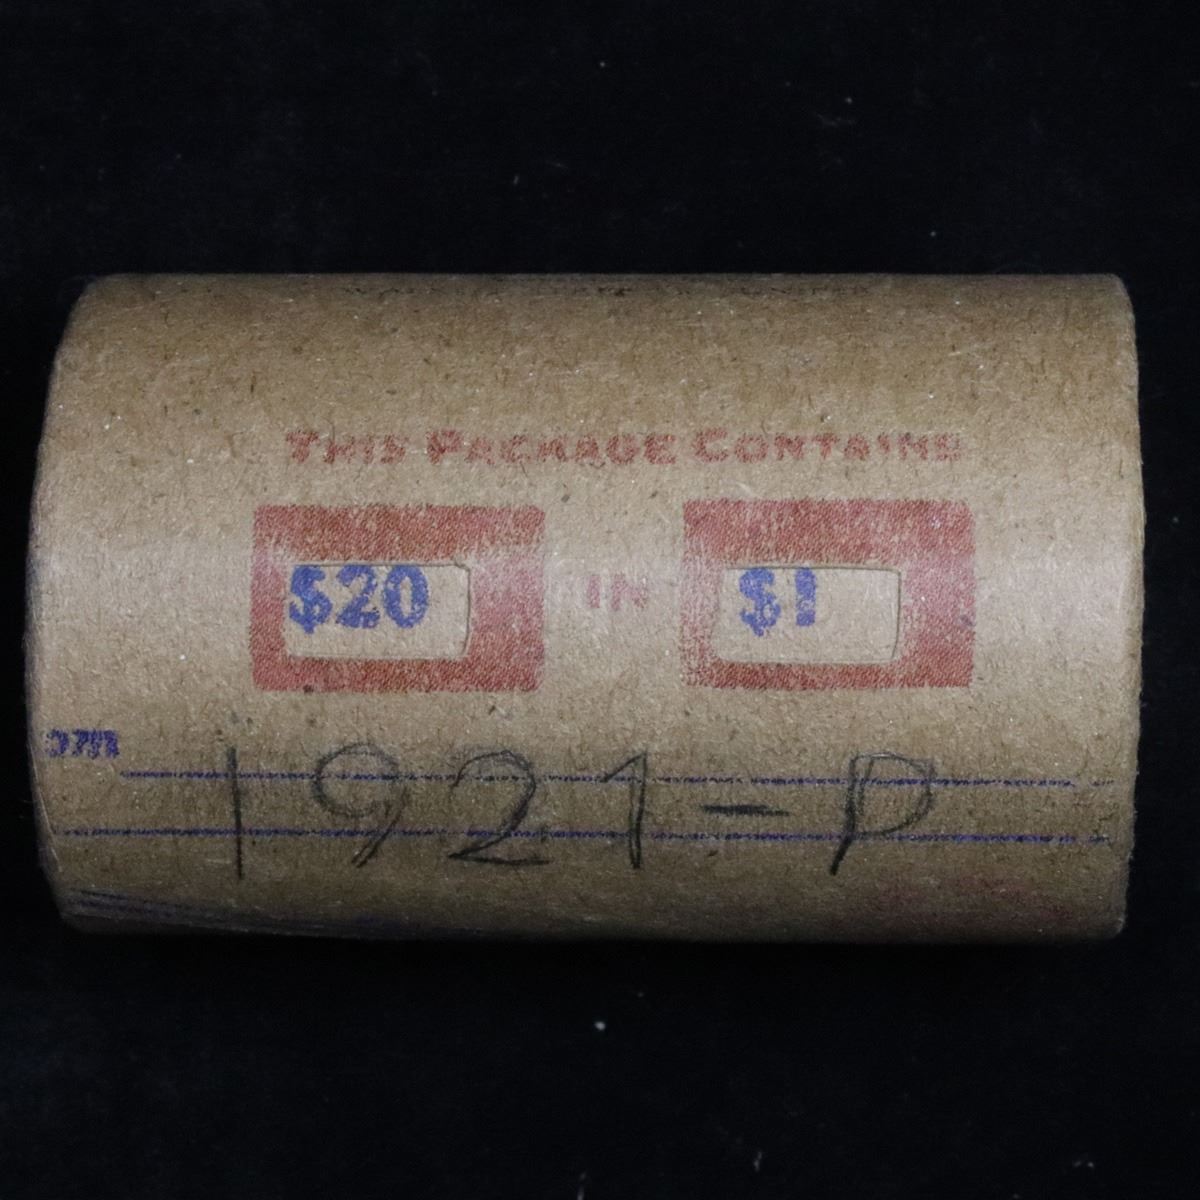 THIS PACKAGE CONTAINS
$20 IN $1
1921-D